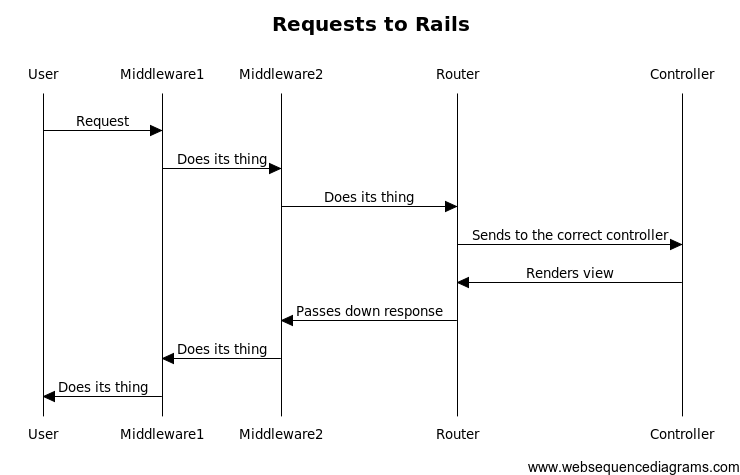 Requests to Rails
User Middleware1 Middleware2 Router Controller
Request
Does its thing
Does its thing
Sends to the correct controller
Renders view
Passes down response
Does its thing
Does its thing
User Middleware1 Middleware2 Router Controller
www.websequencediagrams.com